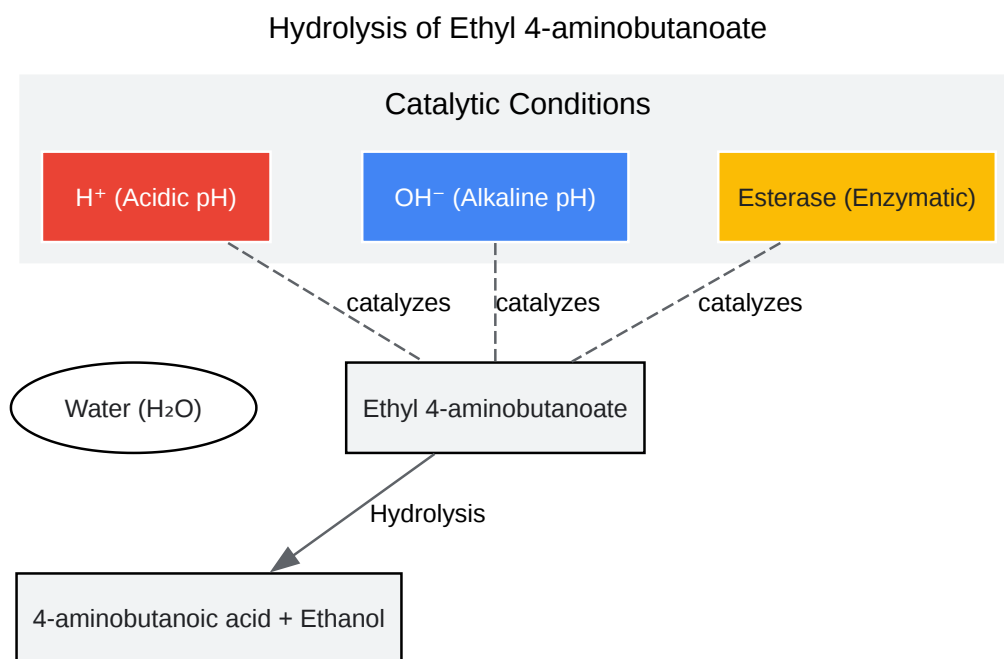 Hydrolysis of Ethyl 4-aminobutanoate
Catalytic Conditions
H⁺ (Acidic pH)
OH⁻ (Alkaline pH)
Esterase (Enzymatic)
catalyzes
catalyzes
catalyzes
Water (H₂O)
Ethyl 4-aminobutanoate
Hydrolysis
4-aminobutanoic acid + Ethanol